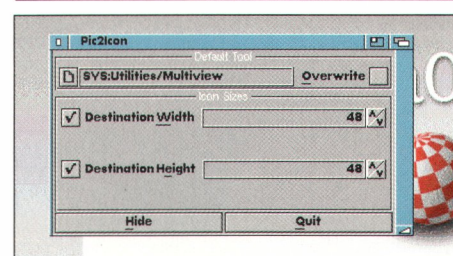 Pic2Icon
Default Tool
SYS:Utilities/Multiview Overwrite
Icon Sizes
Destination Width 48
Destination Height 48
Hide Quit